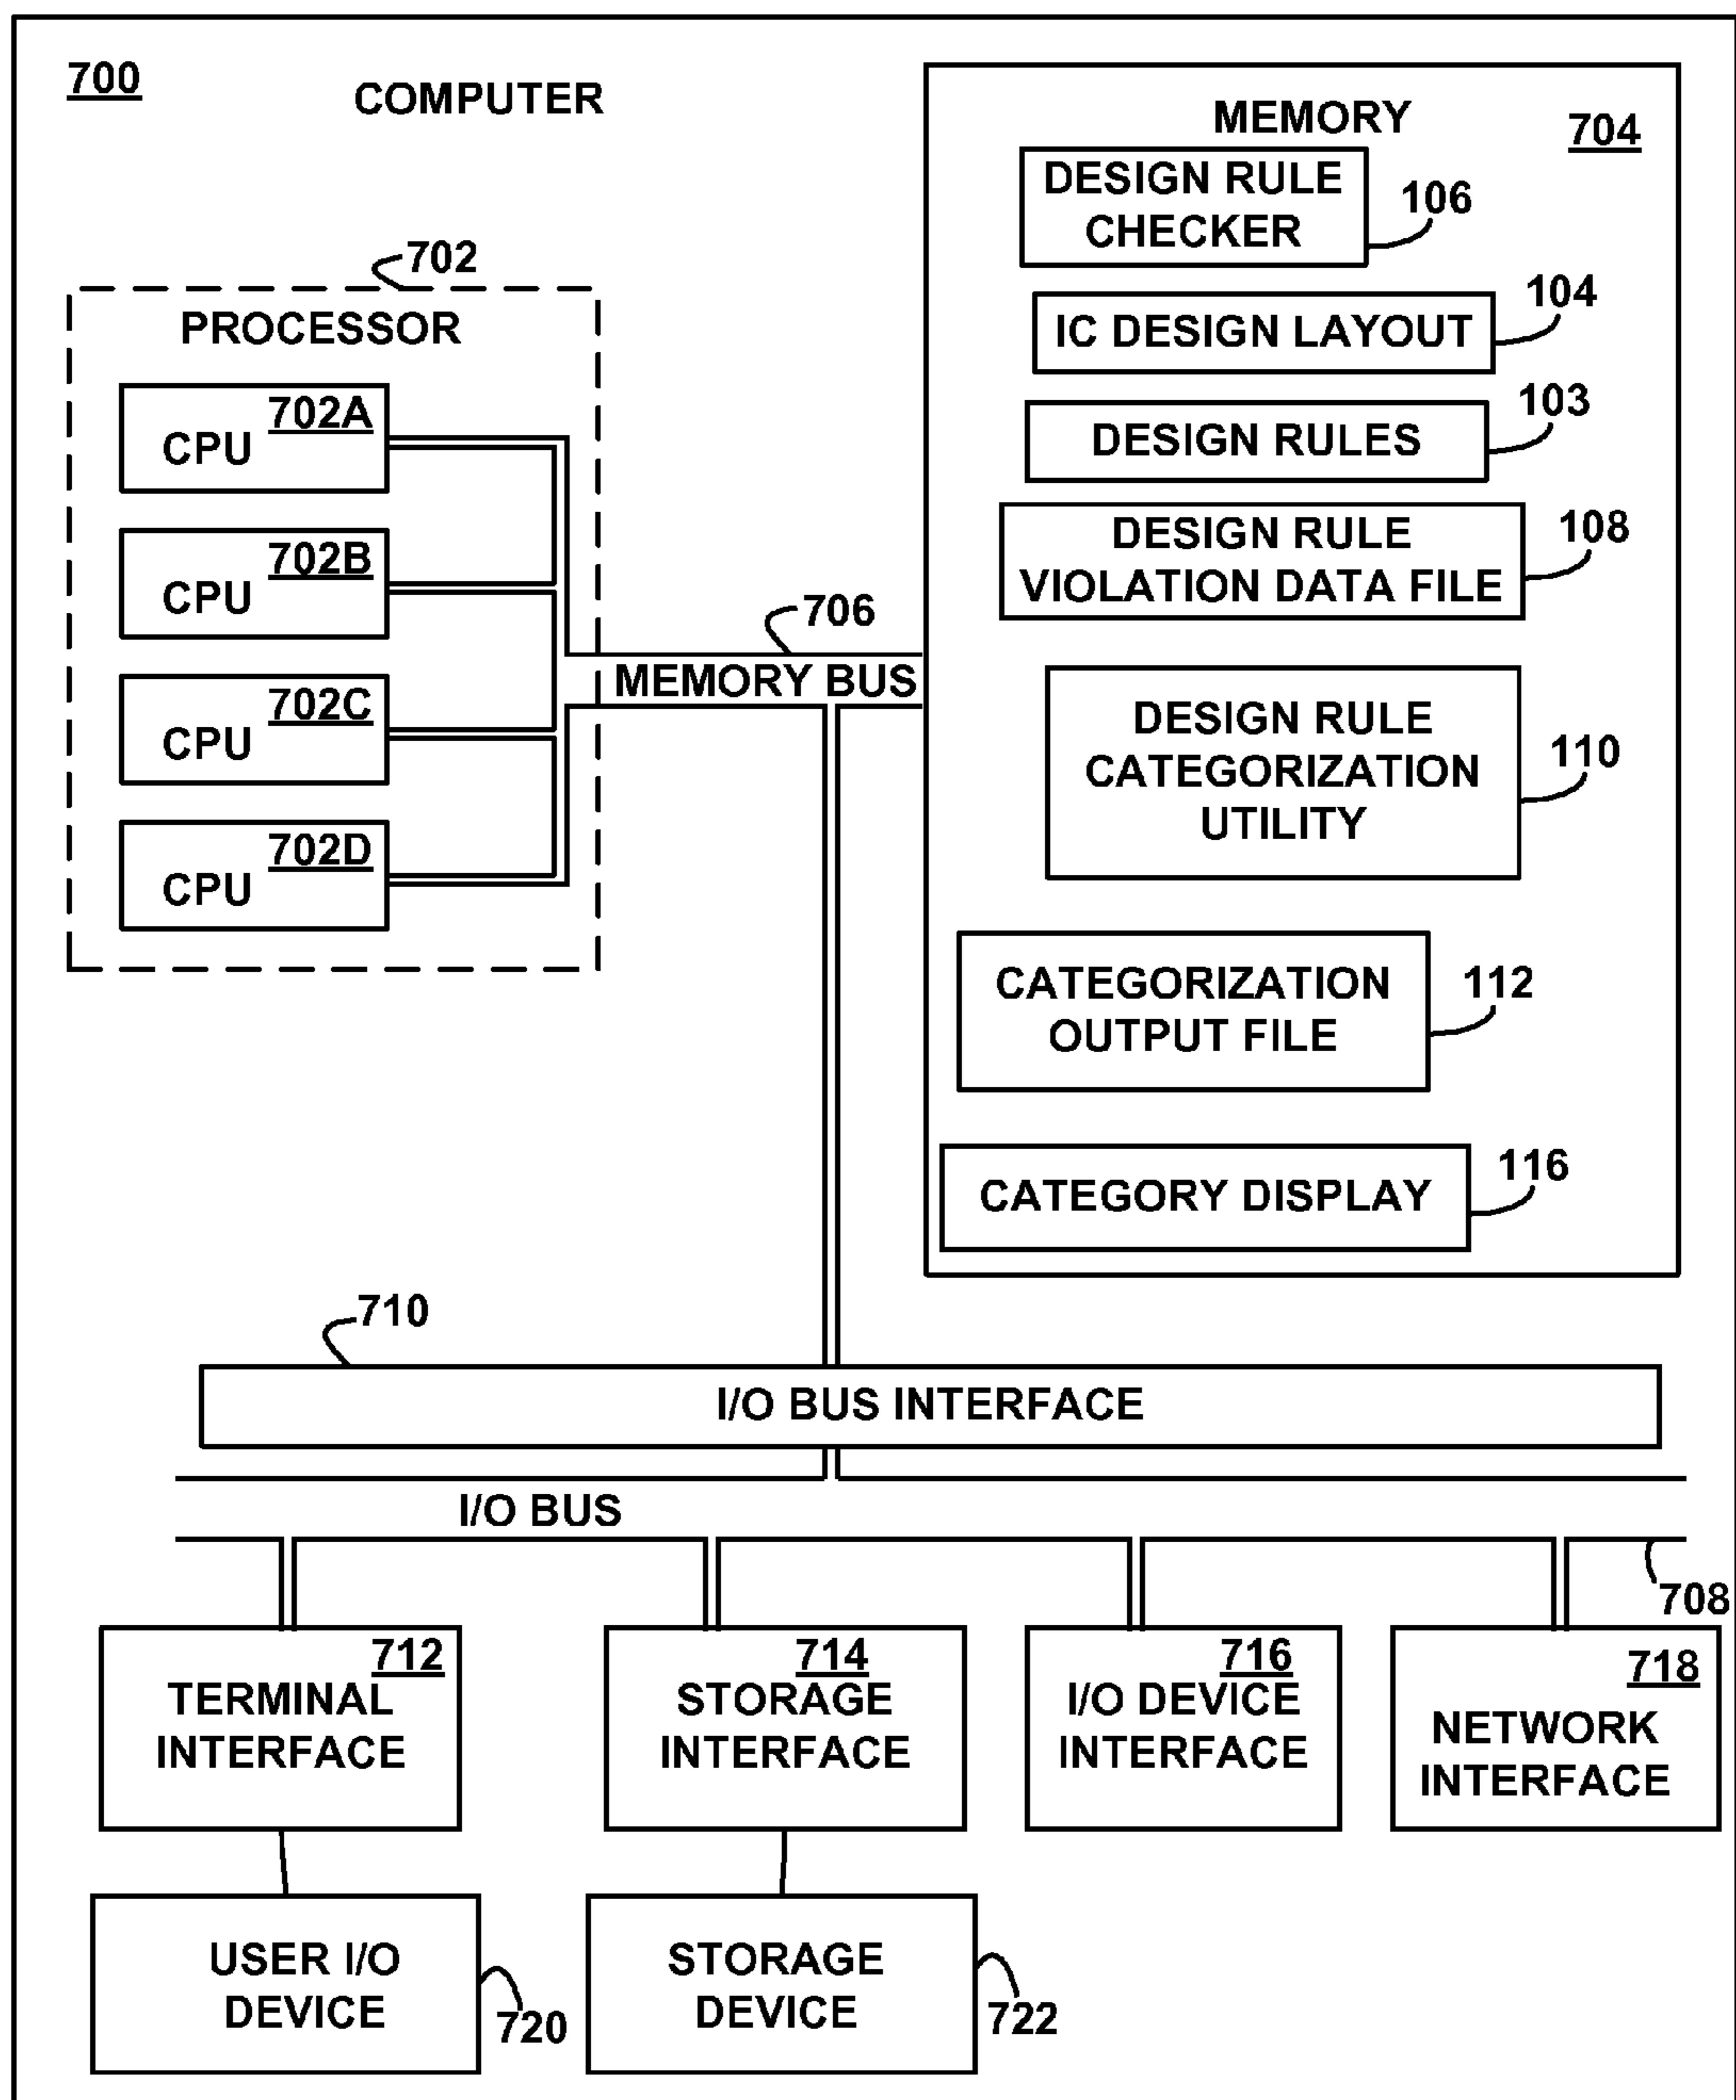 700
COMPUTER
MEMORY
704
DESIGN RULE
CHECKER
106
IC DESIGN LAYOUT
104
DESIGN RULES
103
DESIGN RULE
VIOLATION DATA FILE
108
DESIGN RULE
CATEGORIZATION
UTILITY
110
CATEGORIZATION
OUTPUT FILE
112
CATEGORY DISPLAY
116
702
PROCESSOR
702A
CPU
702B
CPU
702C
CPU
702D
CPU
706
MEMORY BUS
710
I/O BUS INTERFACE
I/O BUS
708
712
TERMINAL
INTERFACE
714
STORAGE
INTERFACE
716
I/O DEVICE
INTERFACE
718
NETWORK
INTERFACE
USER I/O
DEVICE
720
STORAGE
DEVICE
722